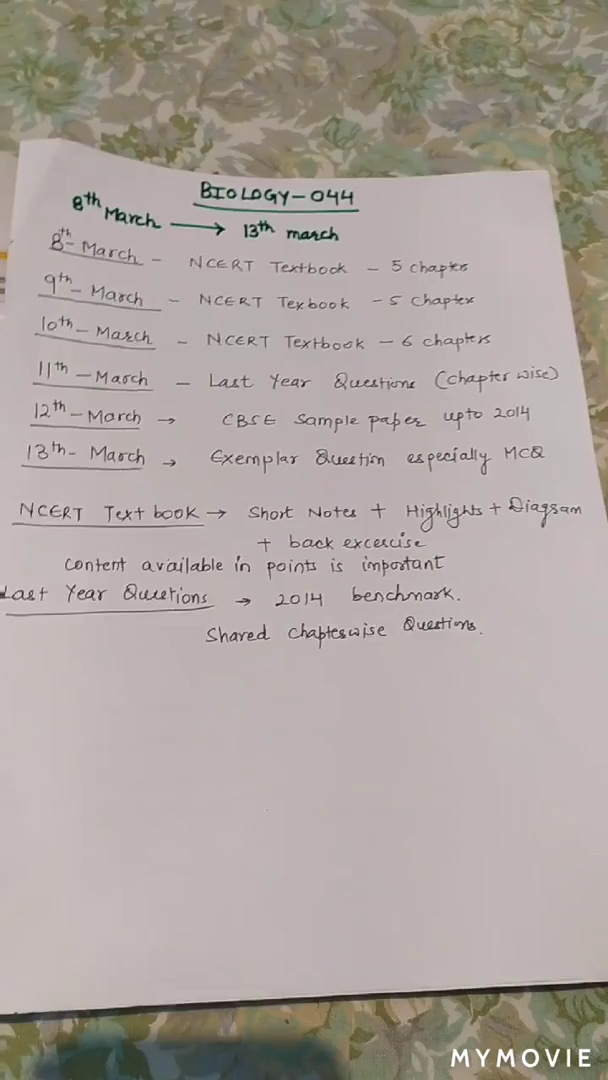 BIOLOGY-044
8th March → 13th march
8th- March - NCERT Textbook - 5 chapters
9th - March - NCERT Texbook - 5 Chapters
10th - March - NCERT Textbook - 6 chapters
11th - March - Last Year Questions (chapter wise)
12th - March → CBSE Sample paper upto 2014
13th - March → Exemplar Question especially MCQ
NCERT Text book → Short Notes + Highlights + Diagram
+ back excercise
content available in points is important
Last Year Questions → 2014 benchmark.
Shared Chapterswise Questions.
MYMOVIE